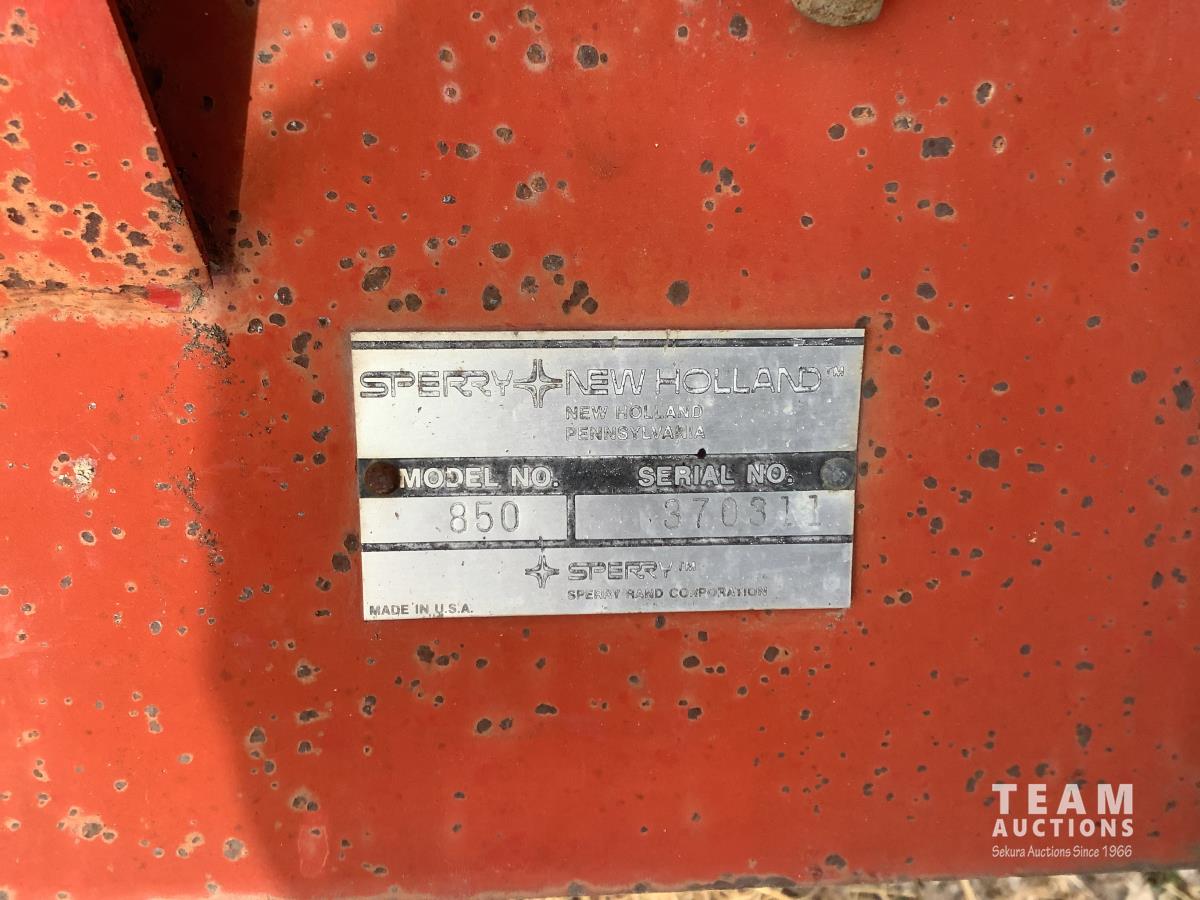 SPERRY NEW HOLLAND™
NEW HOLLAND
PENNSYLVANIA
MODEL NO. SERIAL NO.
850 370311
SPERRY™
SPERRY RAND CORPORATION
MADE IN U.S.A.
TEAM
AUCTIONS
Sekura Auctions Since 1966